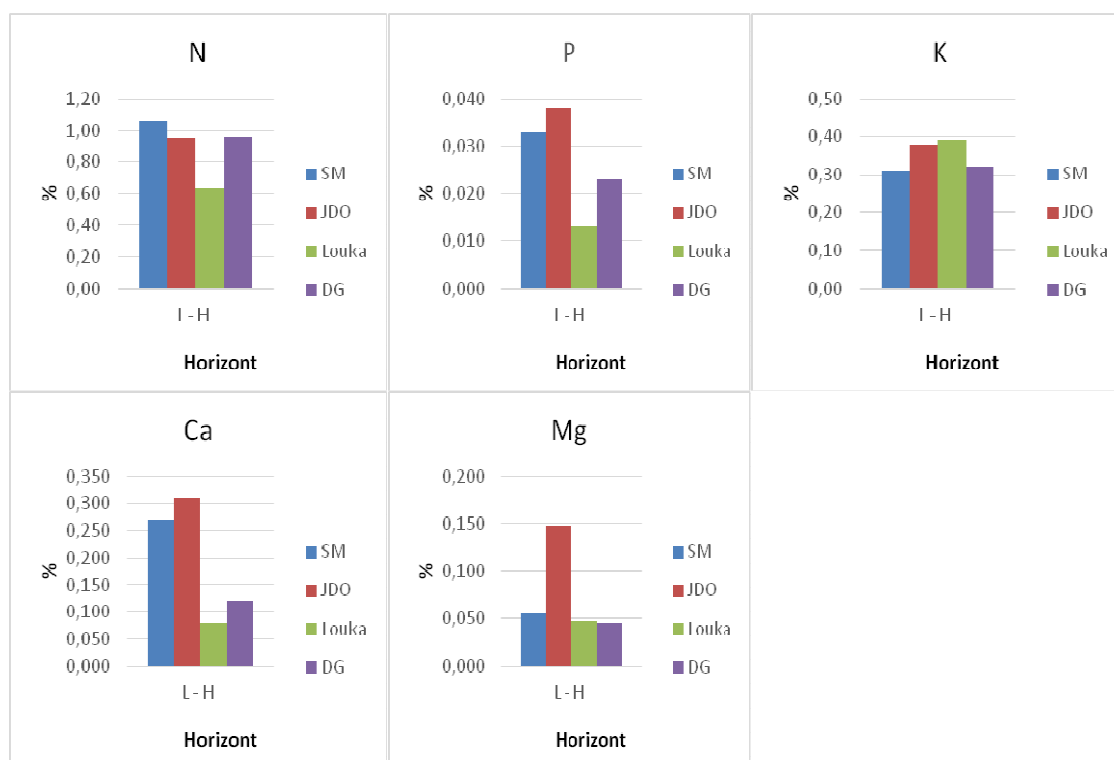 N
1,20
1,00
0,80
0,60
0,40
0,20
0,00
%
L - H
Horizont
SM
JDO
Louka
DG
P
0,040
0,030
0,020
0,010
0,000
%
L - H
Horizont
SM
JDO
Louka
DG
K
0,50
0,40
0,30
0,20
0,10
0,00
%
L - H
Horizont
SM
JDO
Louka
DG
Ca
0,350
0,300
0,250
0,200
0,150
0,100
0,050
0,000
%
L - H
Horizont
SM
JDO
Louka
DG
Mg
0,200
0,150
0,100
0,050
0,000
%
L - H
Horizont
SM
JDO
Louka
DG